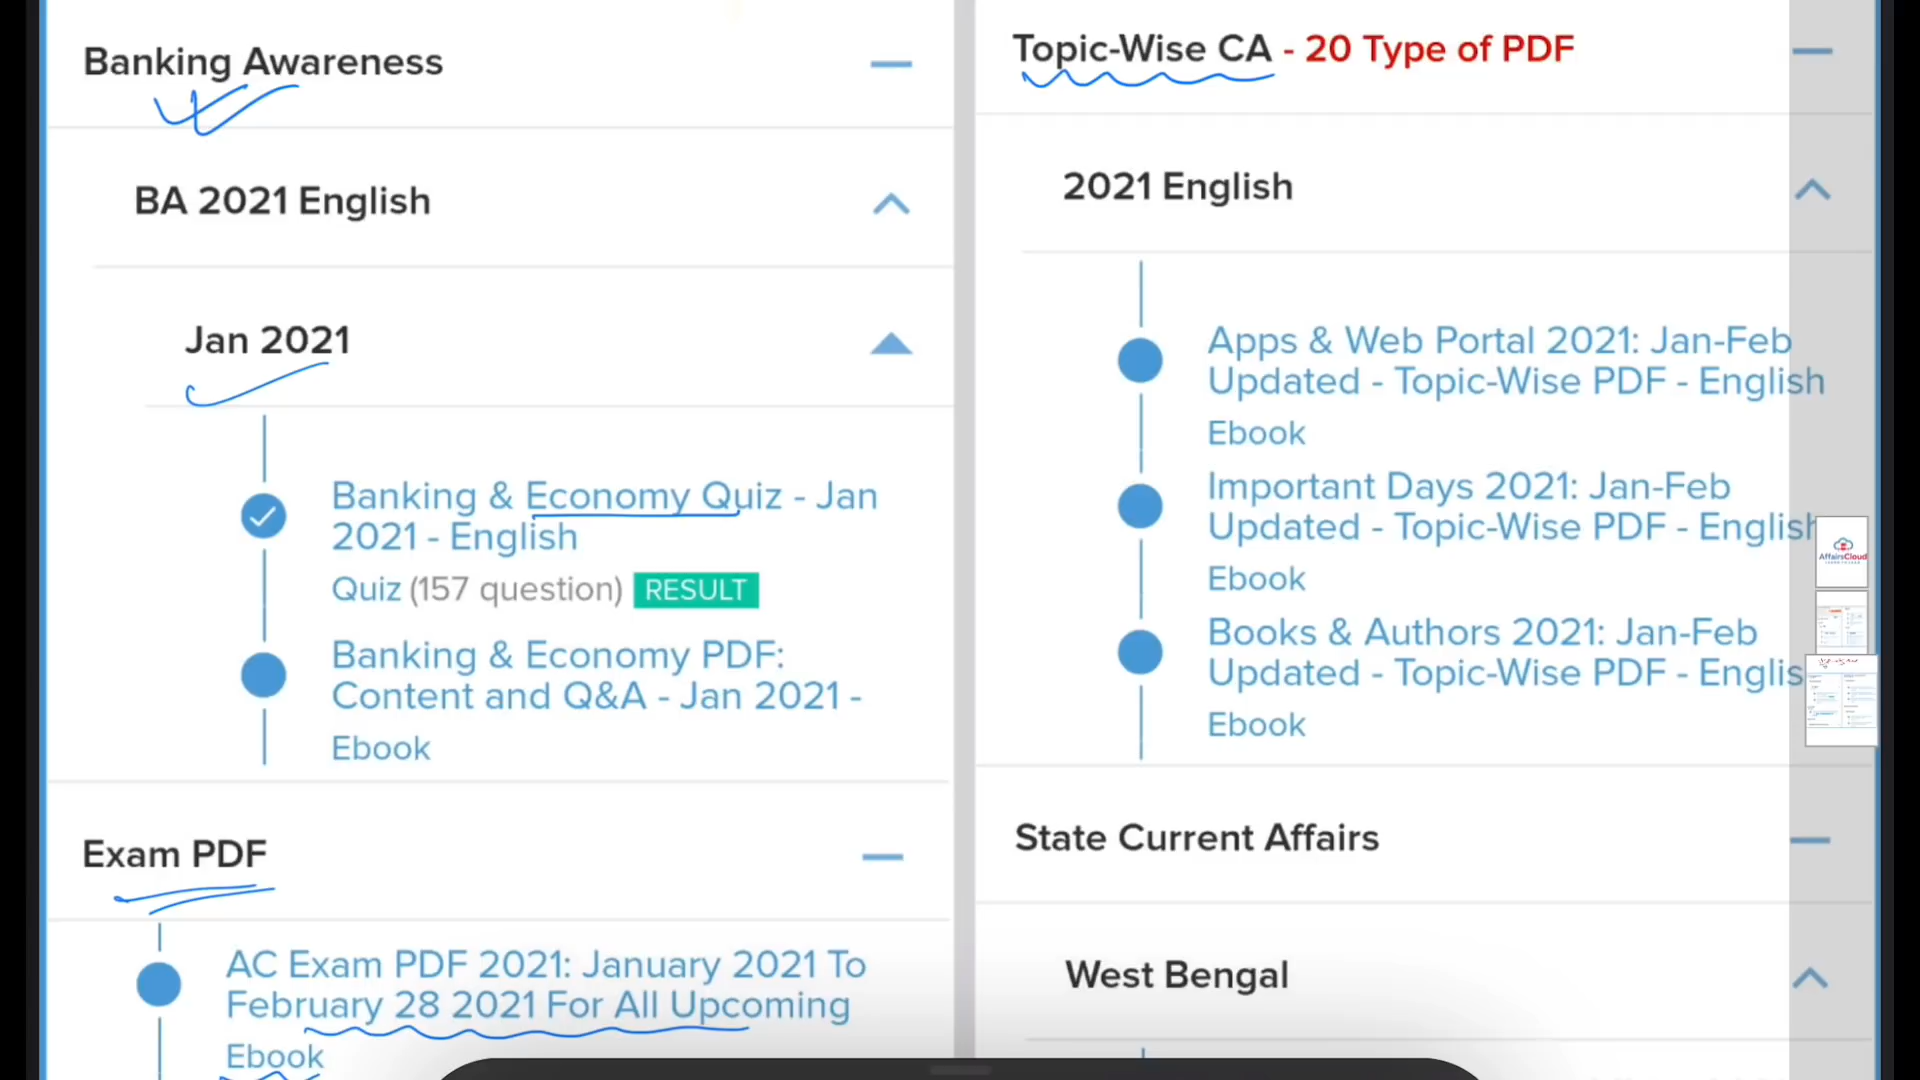 Banking Awareness
BA 2021 English
Jan 2021
Banking & Economy Quiz - Jan
2021 - English
Quiz (157 question) RESULT
Banking & Economy PDF:
Content and Q&A - Jan 2021 -
Ebook
Exam PDF
AC Exam PDF 2021: January 2021 To
February 28 2021 For All Upcoming
Ebook
Topic-Wise CA - 20 Type of PDF
2021 English
Apps & Web Portal 2021: Jan-Feb
Updated - Topic-Wise PDF - English
Ebook
Important Days 2021: Jan-Feb
Updated - Topic-Wise PDF - English
Ebook
Books & Authors 2021: Jan-Feb
Updated - Topic-Wise PDF - Englis
Ebook
State Current Affairs
West Bengal
AffairsCloud